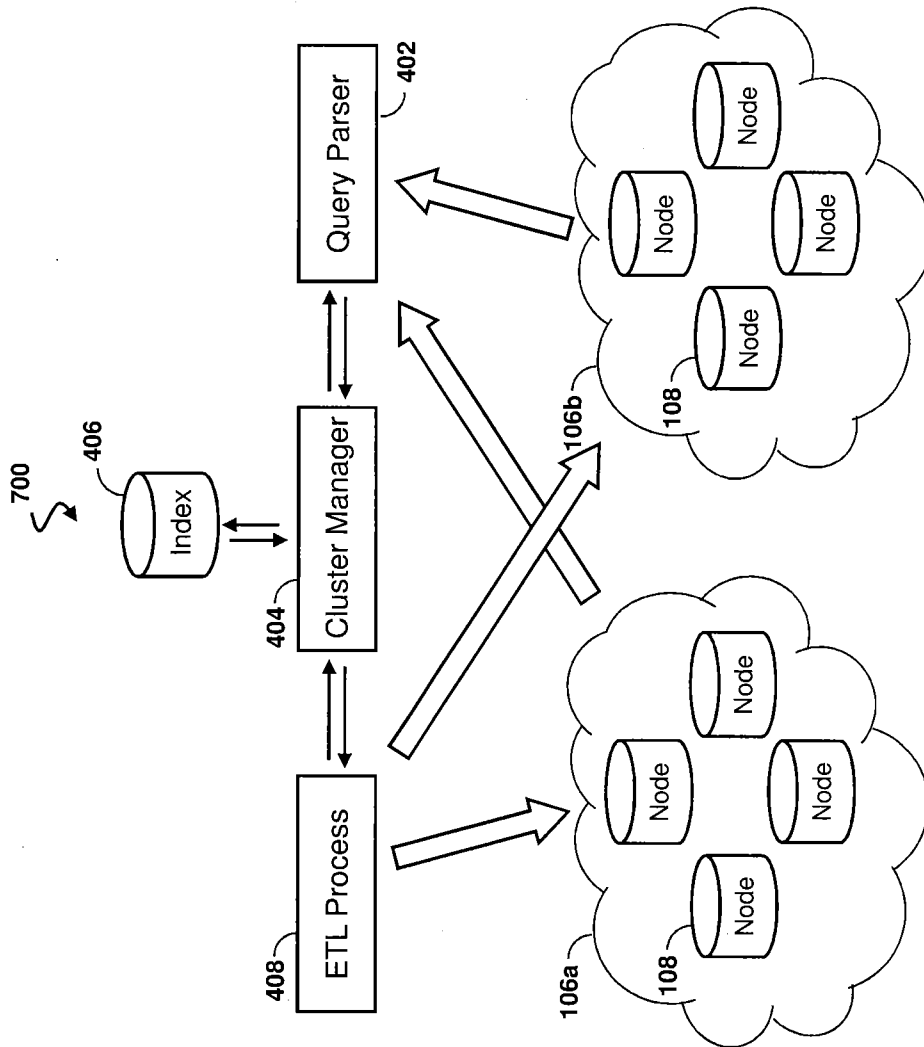 700
406
Index
408
ETL Process
404
Cluster Manager
Query Parser
402
106a
108
Node
Node
Node
Node
106b
108
Node
Node
Node
Node